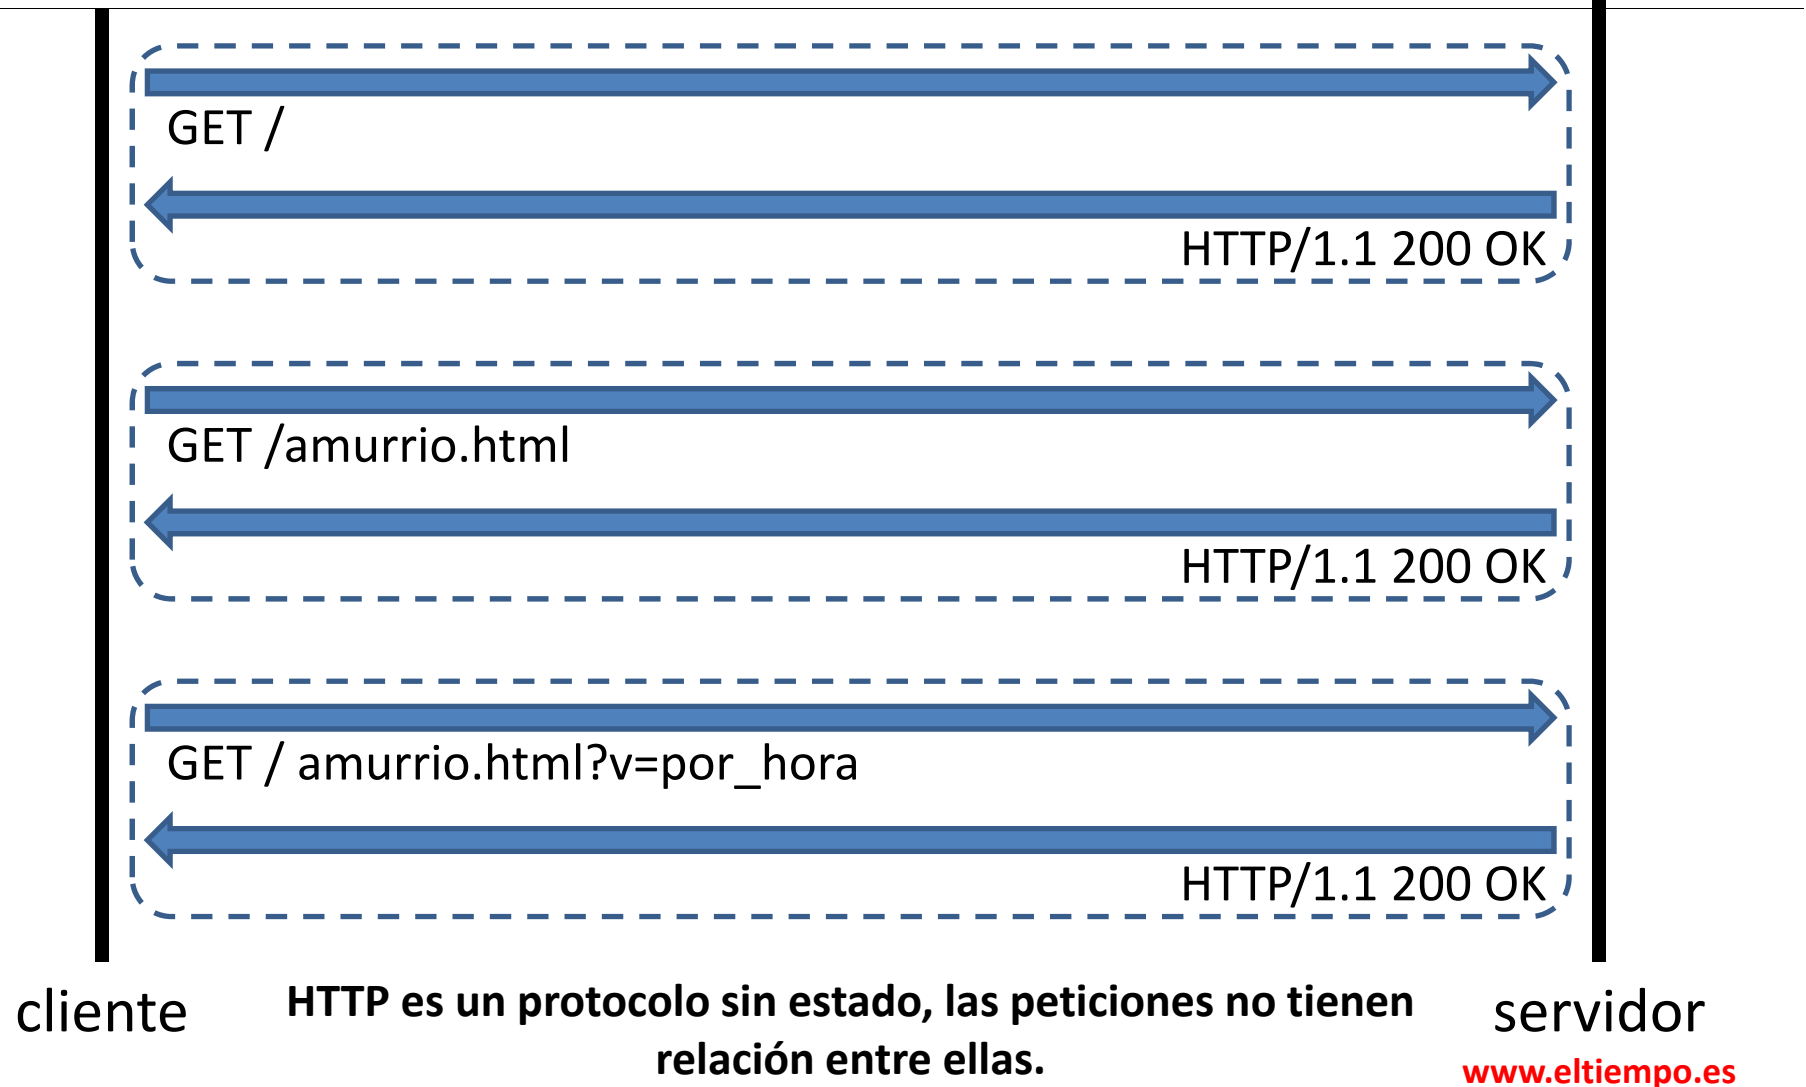 GET /
HTTP/1.1 200 OK
GET /amurrio.html
HTTP/1.1 200 OK
GET / amurrio.html?v=por_hora
HTTP/1.1 200 OK
cliente
HTTP es un protocolo sin estado, las peticiones no tienen
relación entre ellas.
servidor
www.eltiempo.es